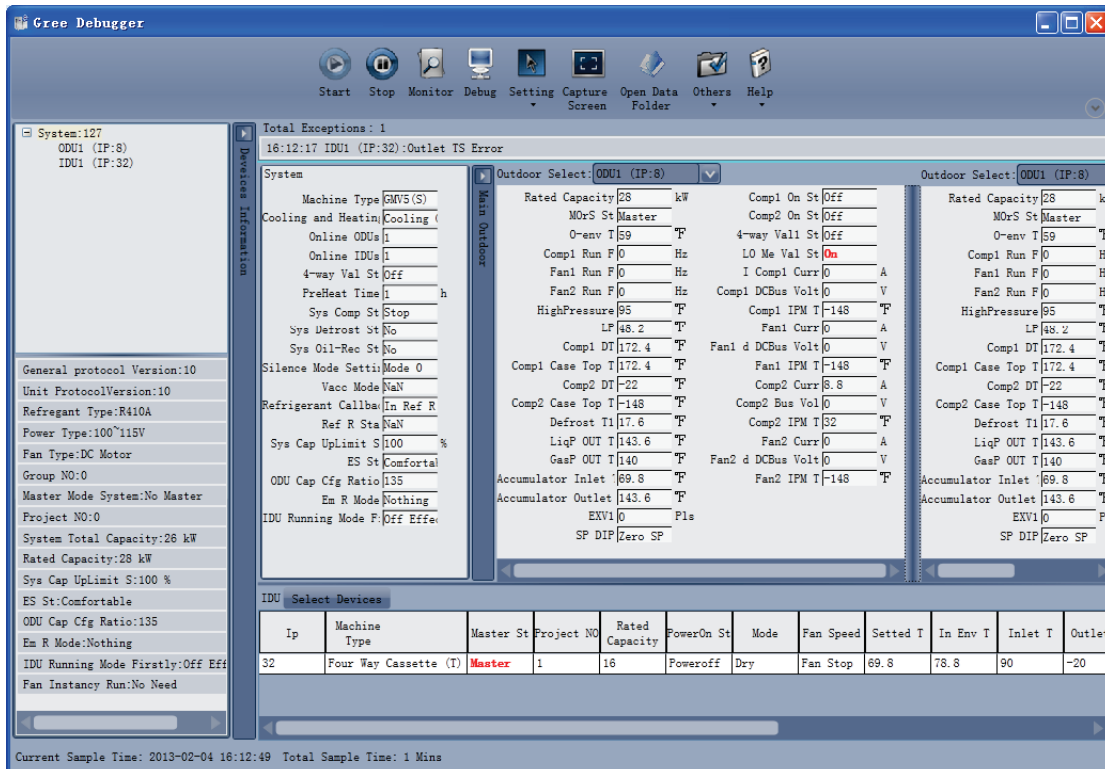 Gree Debugger
Start Stop Monitor Debug Setting Capture Screen Open Data Folder Others Help
System:127
ODU1 (IP:8)
IDU1 (IP:32)
General protocol Version:10
Unit ProtocolVersion:10
Refregant Type:R410A
Power Type:100~115V
Fan Type:DC Motor
Group NO:0
Master Mode System:No Master
Project NO:0
System Total Capacity:26 kW
Rated Capacity:28 kW
Sys Cap UpLimit S:100 %
ES St:Comfortable
ODU Cap Cfg Ratio:135
Em R Mode:Nothing
IDU Running Mode Firstly:Off Eff
Fan Instancy Run:No Need
Deveices Information
Total Exceptions: 1
16:12:17 IDU1 (IP:32):Outlet TS Error
System
Machine Type GMV5(S)
Cooling and Heatin Cooling (
Online ODUs 1
Online IDUs 1
4-way Val St Off
PreHeat Time 1 h
Sys Comp St Stop
Sys Defrost St No
Sys Oil-Rec St No
Silence Mode Settin Mode 0
Vacc Mode NaN
Refrigerant Callba In Ref R
Ref R Sta NaN
Sys Cap UpLimit S 100 %
ES St Comforta
ODU Cap Cfg Ratio 135
Em R Mode Nothing
IDU Running Mode F: Off Effe
Main Outdoor
Outdoor Select: ODU1 (IP:8)
Rated Capacity 28 kW
MOrS St Master
O-env T 59 °F
Comp1 Run F 0 Hz
Fan1 Run F 0 Hz
Fan2 Run F 0 Hz
HighPressure 95 °F
LP 48.2 °F
Comp1 DT 172.4 °F
Comp1 Case Top T 172.4 °F
Comp2 DT -22 °F
Comp2 Case Top T -148 °F
Defrost T1 17.6 °F
LiqP OUT T 143.6 °F
GasP OUT T 140 °F
Accumulator Inlet 69.8 °F
Accumulator Outlet 143.6 °F
EXV1 0 Pls
SP DIP Zero SP
Comp1 On St Off
Comp2 On St Off
4-way Val1 St Off
LO Me Val St On
I Comp1 Curr 0 A
Comp1 DCBus Volt 0 V
Comp1 IPM T -148 °F
Fan1 Curr 0 A
Fan1 d DCBus Volt 0 V
Fan1 IPM T -148 °F
Comp2 Curr 8.8 A
Comp2 Bus Vol 0 V
Comp2 IPM T 32 °F
Fan2 Curr 0 A
Fan2 d DCBus Volt 0 V
Fan2 IPM T -148 °F
Outdoor Select: ODU1 (IP:8)
Rated Capacity 28 k
MOrS St Master
O-env T 59 °F
Comp1 Run F 0 H
Fan1 Run F 0 H
Fan2 Run F 0 H
HighPressure 95 °F
LP 48.2 °F
Comp1 DT 172.4 °F
Comp1 Case Top T 172.4 °F
Comp2 DT -22 °F
Comp2 Case Top T -148 °F
Defrost T1 17.6 °F
LiqP OUT T 143.6 °F
GasP OUT T 140 °F
Accumulator Inlet 69.8 °F
Accumulator Outlet 143.6 °F
EXV1 0 P
SP DIP Zero SP
IDU Select Devices
Ip Machine Type Master St Project NO Rated Capacity PowerOn St Mode Fan Speed Setted T In Env T Inlet T Outle
32 Four Way Cassette (T) Master 1 16 Poweroff Dry Fan Stop 69.8 78.8 90 -20
Current Sample Time: 2013-02-04 16:12:49 Total Sample Time: 1 Mins